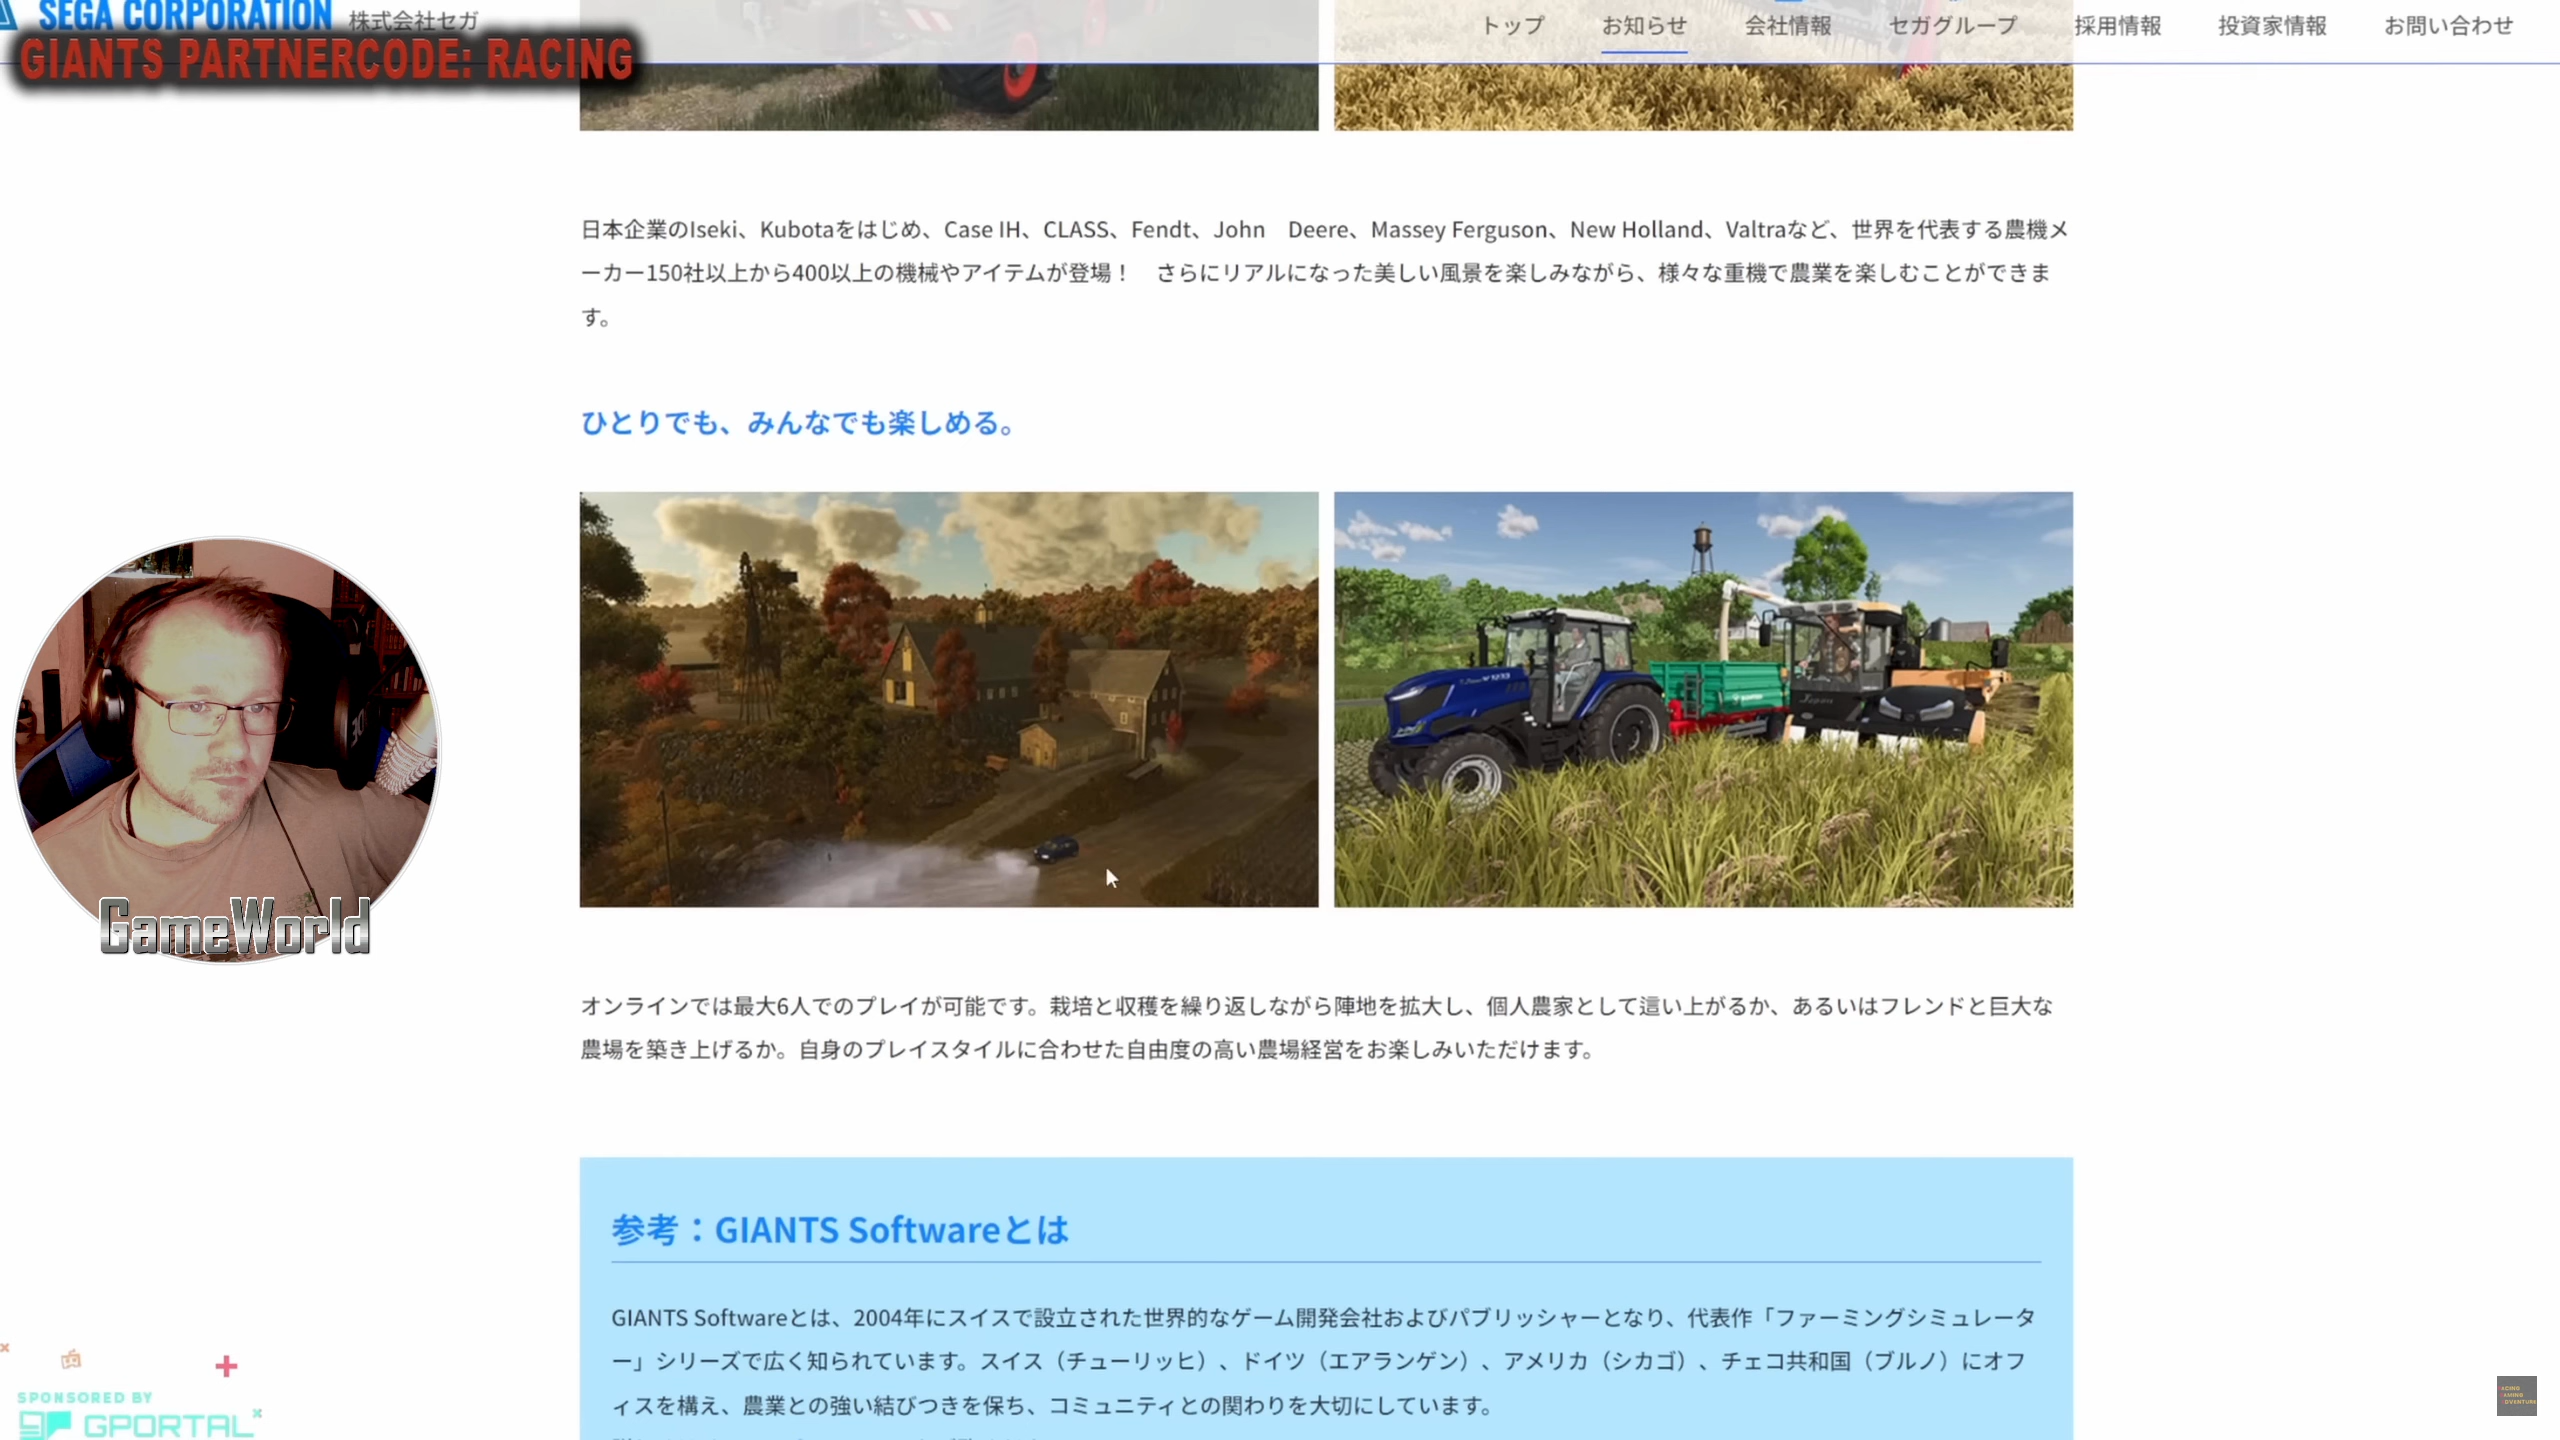 SEGA CORPORATION 株式会社セガ
トップ お知らせ 会社情報 セガグループ 採用情報 投資家情報 お問い合わせ
GIANTS PARTNERCODE: RACING
日本企業のIseki、Kubotaをはじめ、Case IH、CLASS、Fendt、John　Deere、Massey Ferguson、New Holland、Valtraなど、世界を代表する農機メ
ーカー150社以上から400以上の機械やアイテムが登場！　さらにリアルになった美しい風景を楽しみながら、様々な重機で農業を楽しむことができま
す。
ひとりでも、みんなでも楽しめる。
GameWorld
オンラインでは最大6人でのプレイが可能です。栽培と収穫を繰り返しながら陣地を拡大し、個人農家として這い上がるか、あるいはフレンドと巨大な
農場を築き上げるか。自身のプレイスタイルに合わせた自由度の高い農場経営をお楽しみいただけます。
参考：GIANTS Softwareとは
GIANTS Softwareとは、2004年にスイスで設立された世界的なゲーム開発会社およびパブリッシャーとなり、代表作「ファーミングシミュレータ
ー」シリーズで広く知られています。スイス（チューリッヒ）、ドイツ（エアランゲン）、アメリカ（シカゴ）、チェコ共和国（ブルノ）にオフ
ィスを構え、農業との強い結びつきを保ち、コミュニティとの関わりを大切にしています。
SPONSORED BY
GPORTAL